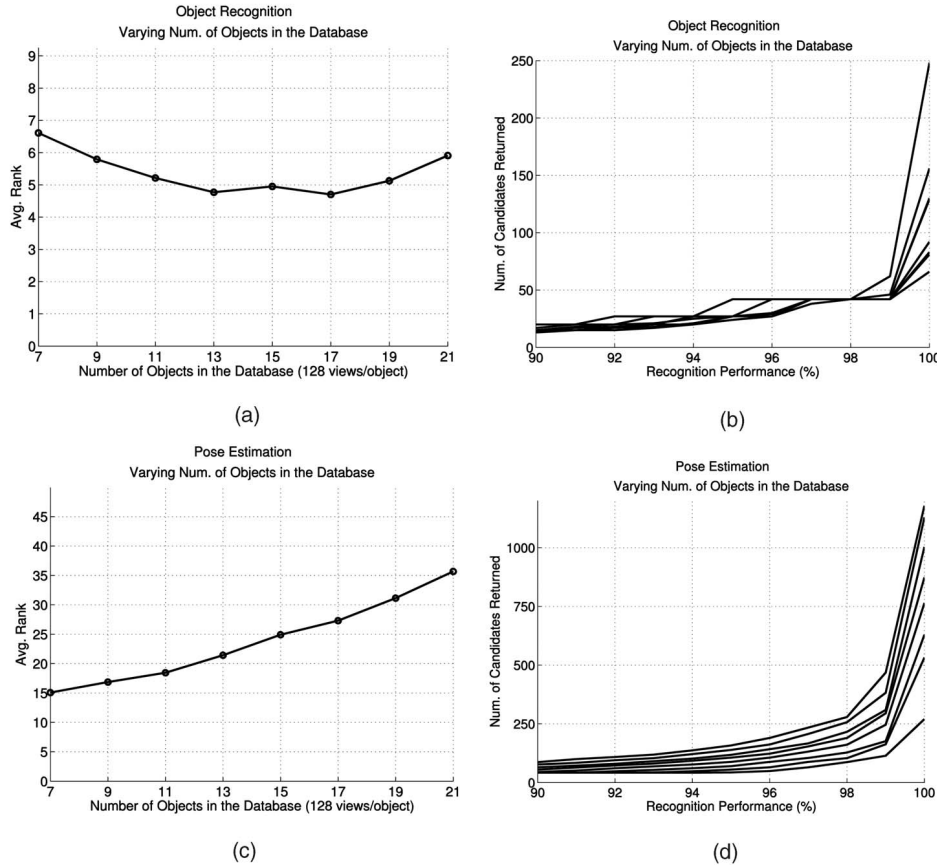 Object Recognition
Varying Num. of Objects in the Database
9
8
7
6
5
4
3
2
1
0
Avg. Rank
7 9 11 13 15 17 19 21
Number of Objects in the Database (128 views/object)
(a)
Object Recognition
Varying Num. of Objects in the Database
250
200
150
100
50
0
Num. of Candidates Returned
90 92 94 96 98 100
Recognition Performance (%)
(b)
Pose Estimation
Varying Num. of Objects in the Database
45
40
35
30
25
20
15
10
5
0
Avg. Rank
7 9 11 13 15 17 19 21
Number of Objects in the Database (128 views/object)
(c)
Pose Estimation
Varying Num. of Objects in the Database
1000
750
500
250
0
Num. of Candidates Returned
90 92 94 96 98 100
Recognition Performance (%)
(d)